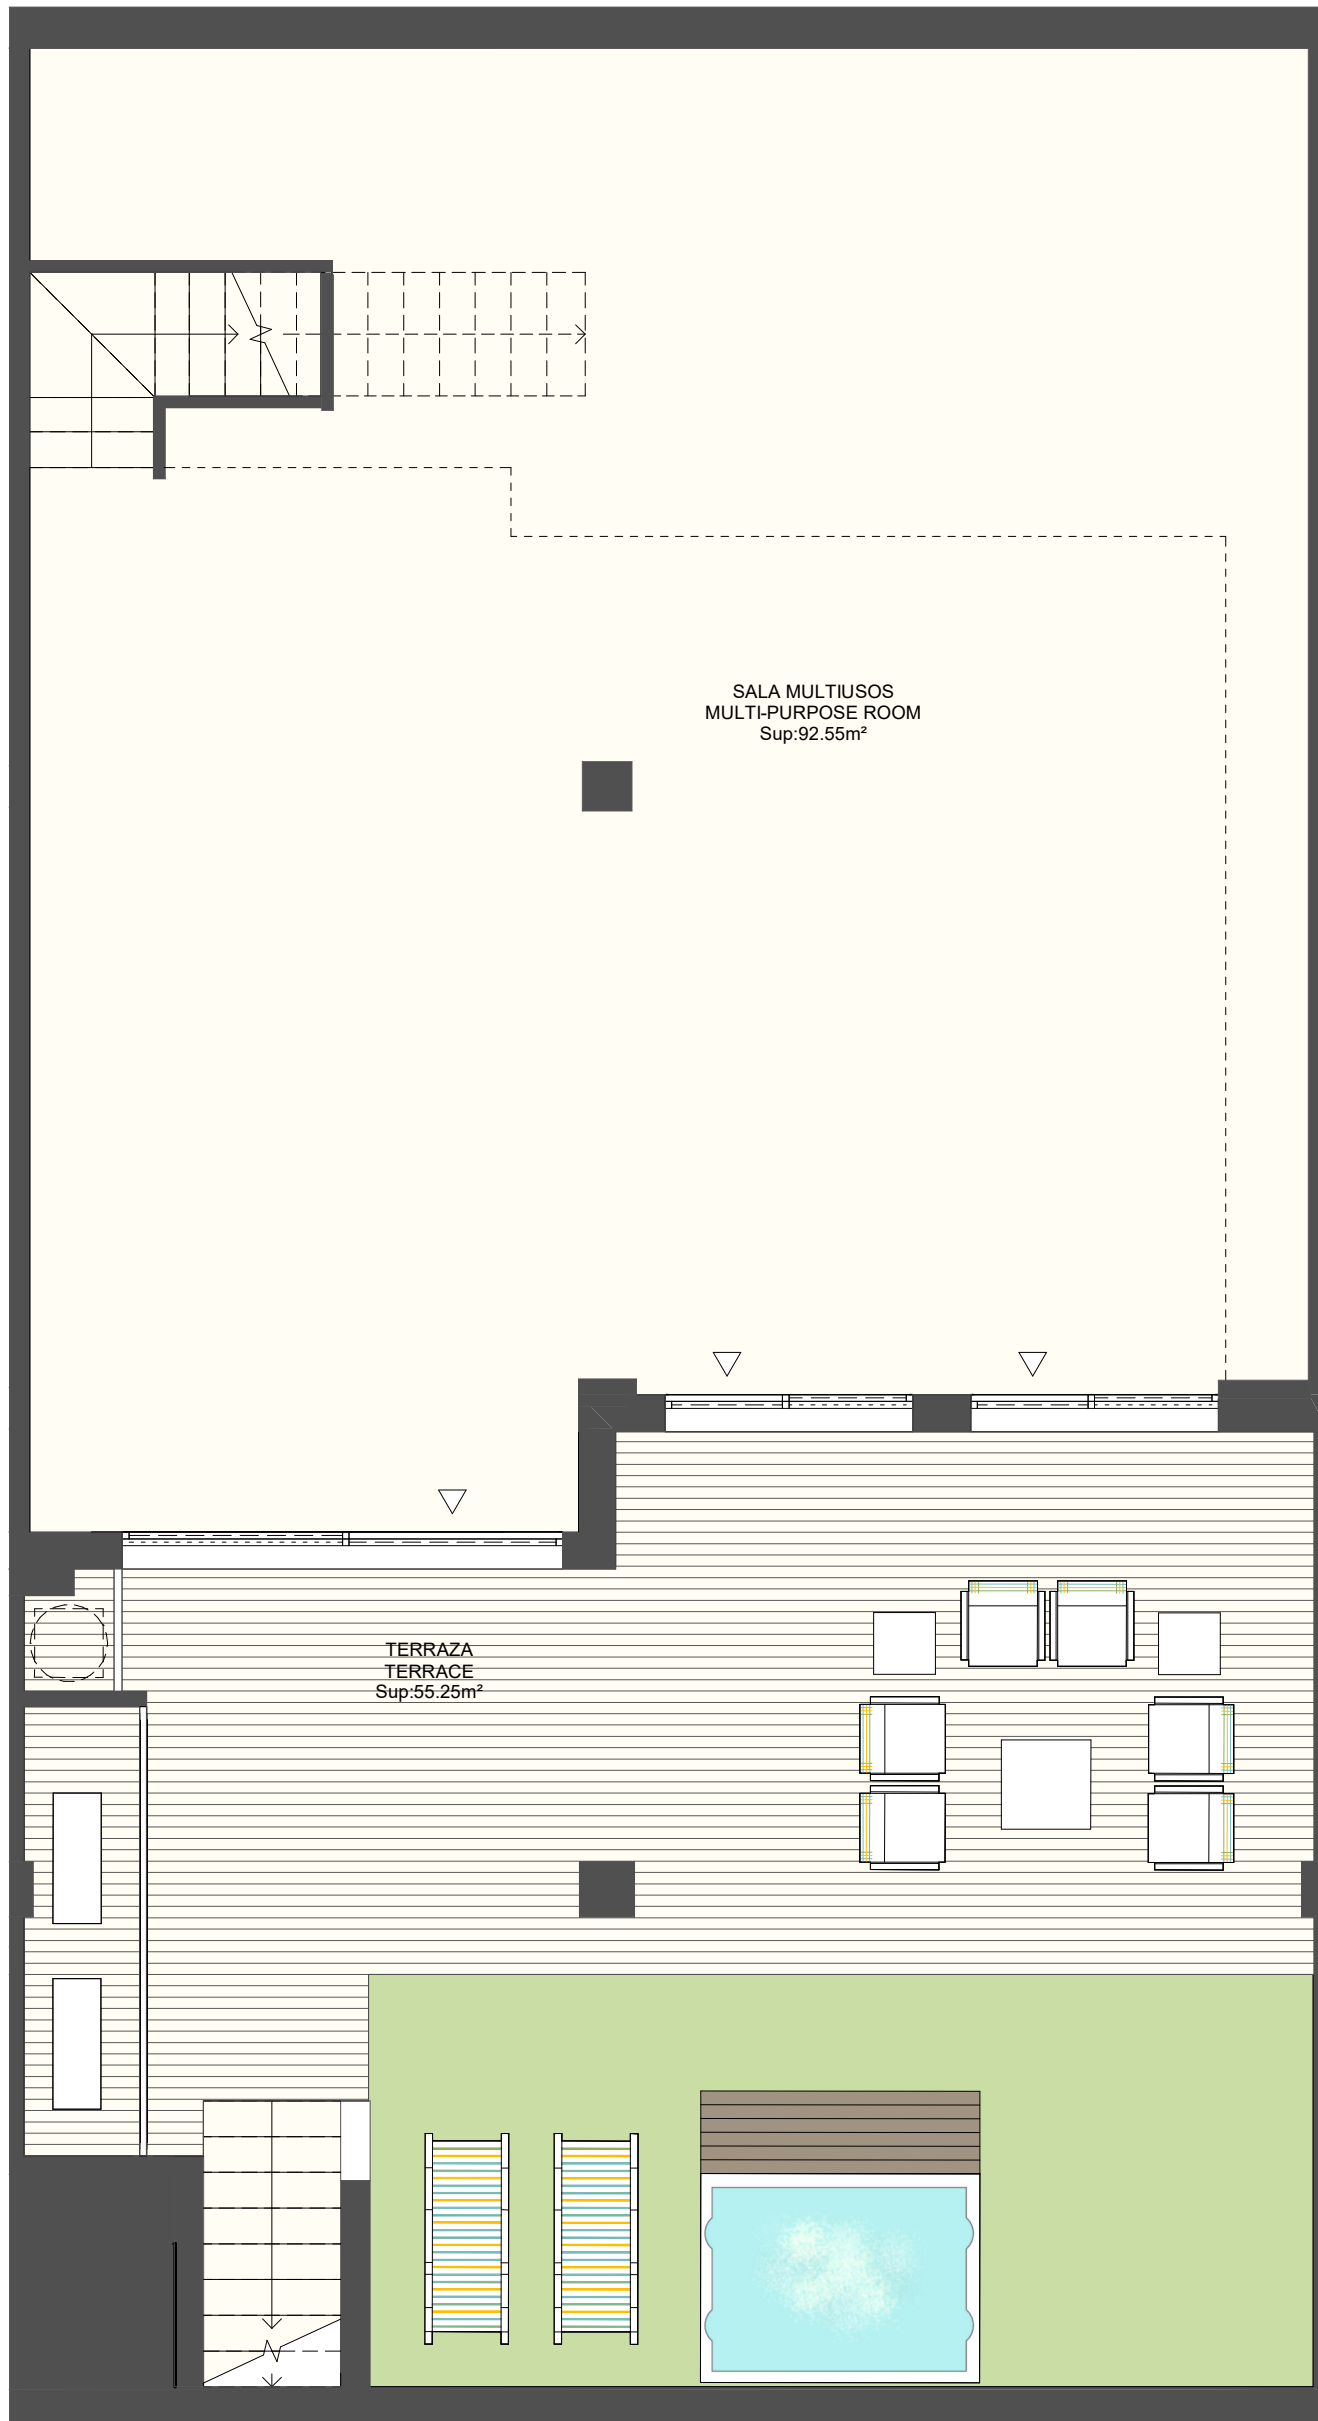 SALA MULTIUSOS
MULTI-PURPOSE ROOM
Sup:92.55m²
TERRAZA
TERRACE
Sup:55.25m²